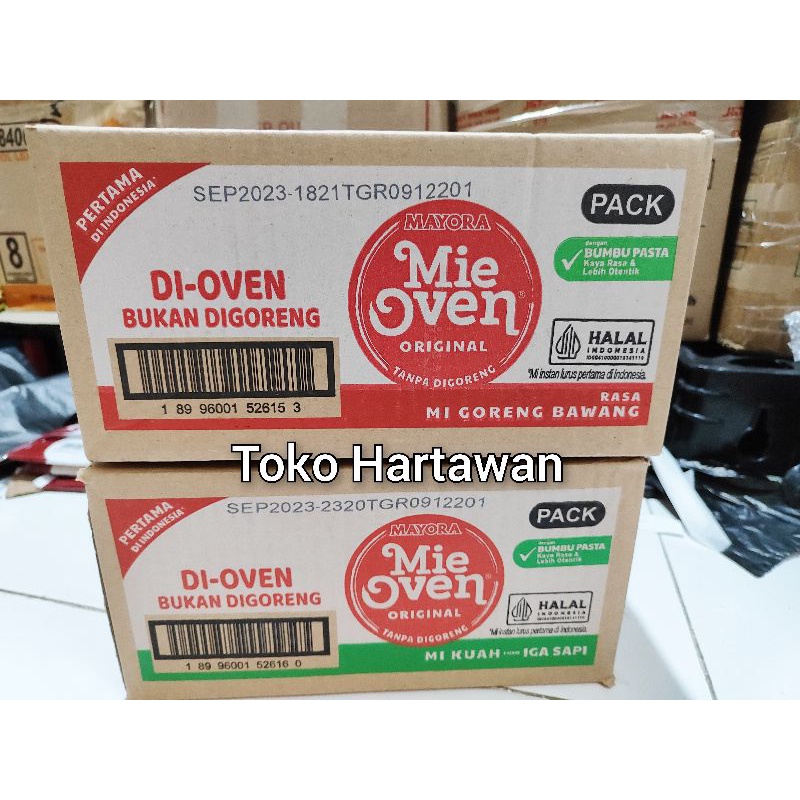 840
8
PERTAMA
DI INDONESIA*
SEP2023-1821TGR0912201
PACK
MAYORA
Mie
Oven
ORIGINAL
TANPA DIGORENG
dengan
BUMBU PASTA
Kaya Rasa &
Lebih Otentik
DI-OVEN
BUKAN DIGORENG
HALAL
INDONESIA
*Mi instan lurus pertama di Indonesia.
1 89 96001 52615 3
RASA
MI GORENG BAWANG
Toko Hartawan
PERTAMA
DI INDONESIA*
SEP2023-2320TGR0912201
PACK
MAYORA
Mie
Oven
ORIGINAL
TANPA DIGORENG
dengan
BUMBU PASTA
Kaya Rasa &
Lebih Otentik
DI-OVEN
BUKAN DIGORENG
HALAL
INDONESIA
*Mi instan lurus pertama di Indonesia.
1 89 96001 52616 0
MI KUAH IGA SAPI